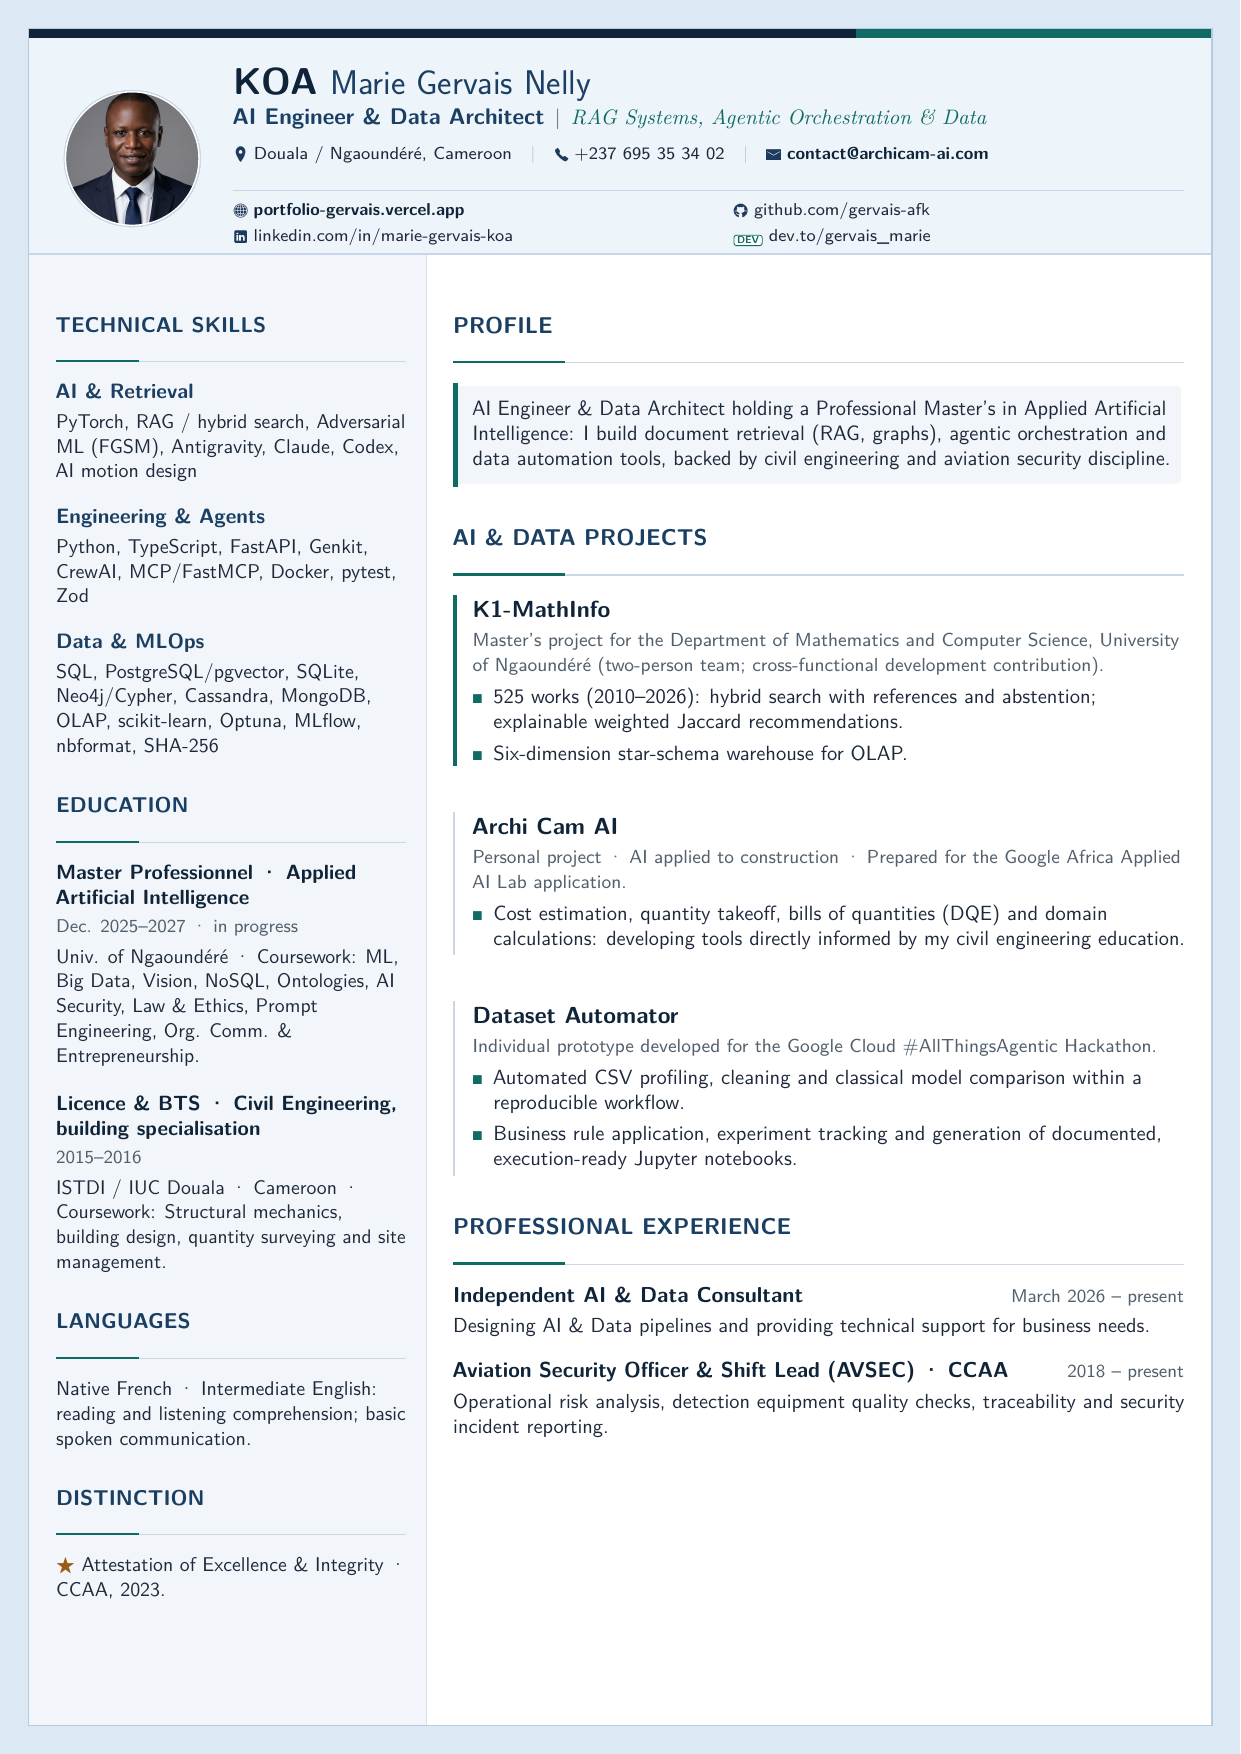 KOA Marie Gervais Nelly
AI Engineer & Data Architect | RAG Systems, Agentic Orchestration & Data
Douala / Ngaoundéré, Cameroon
+237 695 35 34 02
contact@archicam-ai.com
portfolio-gervais.vercel.app
github.com/gervais-afk
linkedin.com/in/marie-gervais-koa
DEV dev.to/gervais_marie
TECHNICAL SKILLS
AI & Retrieval
PyTorch, RAG / hybrid search, Adversarial
ML (FGSM), Antigravity, Claude, Codex,
AI motion design
Engineering & Agents
Python, TypeScript, FastAPI, Genkit,
CrewAI, MCP/FastMCP, Docker, pytest,
Zod
Data & MLOps
SQL, PostgreSQL/pgvector, SQLite,
Neo4j/Cypher, Cassandra, MongoDB,
OLAP, scikit-learn, Optuna, MLflow,
nbformat, SHA-256
EDUCATION
Master Professionnel · Applied
Artificial Intelligence
Dec. 2025–2027 · in progress
Univ. of Ngaoundéré · Coursework: ML,
Big Data, Vision, NoSQL, Ontologies, AI
Security, Law & Ethics, Prompt
Engineering, Org. Comm. &
Entrepreneurship.
Licence & BTS · Civil Engineering,
building specialisation
2015–2016
ISTDI / IUC Douala · Cameroon ·
Coursework: Structural mechanics,
building design, quantity surveying and site
management.
LANGUAGES
Native French · Intermediate English:
reading and listening comprehension; basic
spoken communication.
DISTINCTION
★ Attestation of Excellence & Integrity ·
CCAA, 2023.
PROFILE
AI Engineer & Data Architect holding a Professional Master's in Applied Artificial
Intelligence: I build document retrieval (RAG, graphs), agentic orchestration and
data automation tools, backed by civil engineering and aviation security discipline.
AI & DATA PROJECTS
K1-MathInfo
Master's project for the Department of Mathematics and Computer Science, University
of Ngaoundéré (two-person team; cross-functional development contribution).
■ 525 works (2010–2026): hybrid search with references and abstention;
explainable weighted Jaccard recommendations.
■ Six-dimension star-schema warehouse for OLAP.
Archi Cam AI
Personal project · AI applied to construction · Prepared for the Google Africa Applied
AI Lab application.
■ Cost estimation, quantity takeoff, bills of quantities (DQE) and domain
calculations: developing tools directly informed by my civil engineering education.
Dataset Automator
Individual prototype developed for the Google Cloud #AllThingsAgentic Hackathon.
■ Automated CSV profiling, cleaning and classical model comparison within a
reproducible workflow.
■ Business rule application, experiment tracking and generation of documented,
execution-ready Jupyter notebooks.
PROFESSIONAL EXPERIENCE
Independent AI & Data Consultant March 2026 – present
Designing AI & Data pipelines and providing technical support for business needs.
Aviation Security Officer & Shift Lead (AVSEC) · CCAA 2018 – present
Operational risk analysis, detection equipment quality checks, traceability and security
incident reporting.